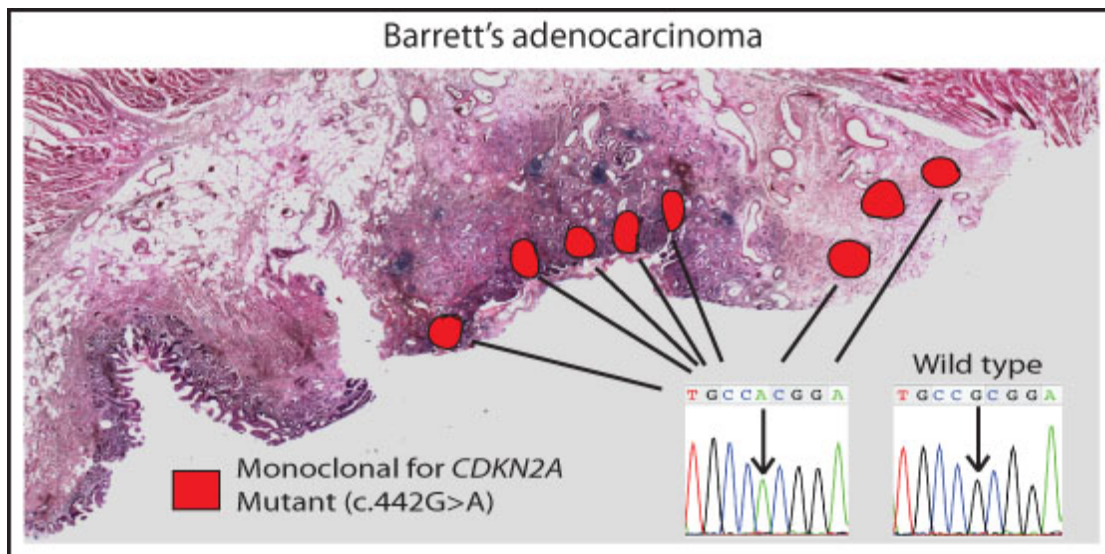 Barrett's adenocarcinoma
Wild type
TGCCACGGA
TGCCGCGGA
Monoclonal for CDKN2A
Mutant (c.442G>A)